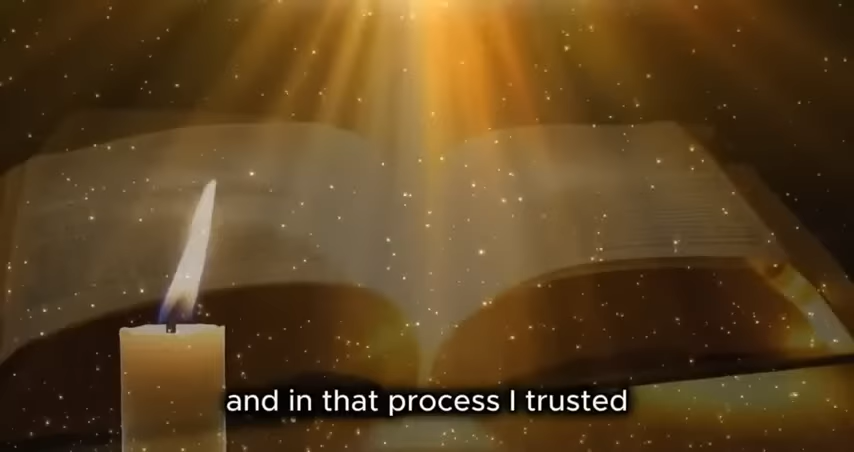 and in that process I trusted